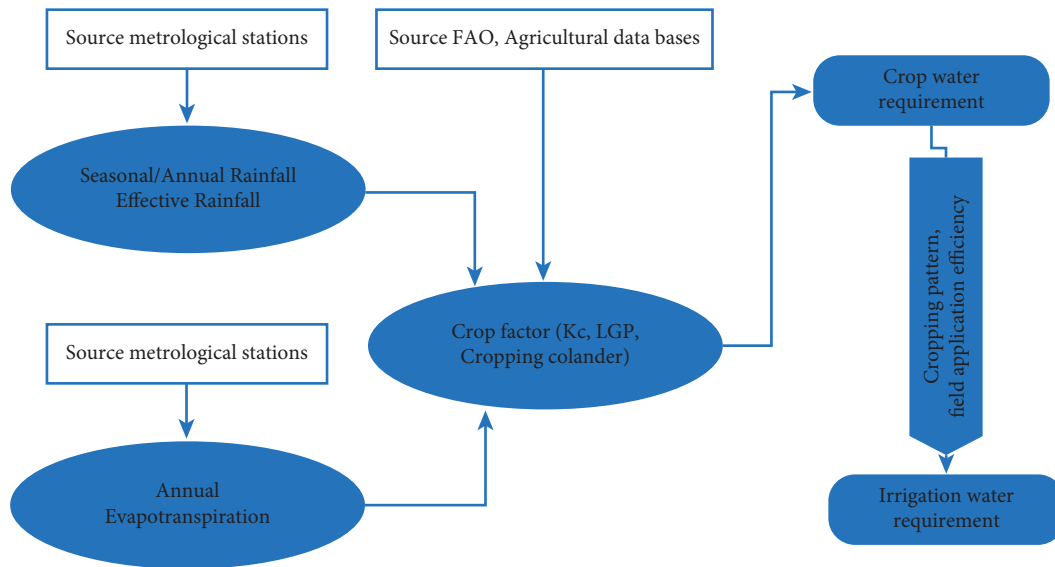 Source metrological stations
Seasonal/Annual Rainfall
Effective Rainfall
Source metrological stations
Annual
Evapotranspiration
Source FAO, Agricultural data bases
Crop factor (Kc, LGP,
Cropping colander)
Crop water
requirement
Cropping pattern,
field application efficiency
Irrigation water
requirement